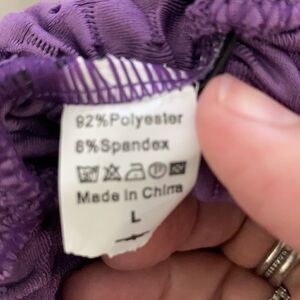 92%Polyester
8%Spandex
Made in China
L